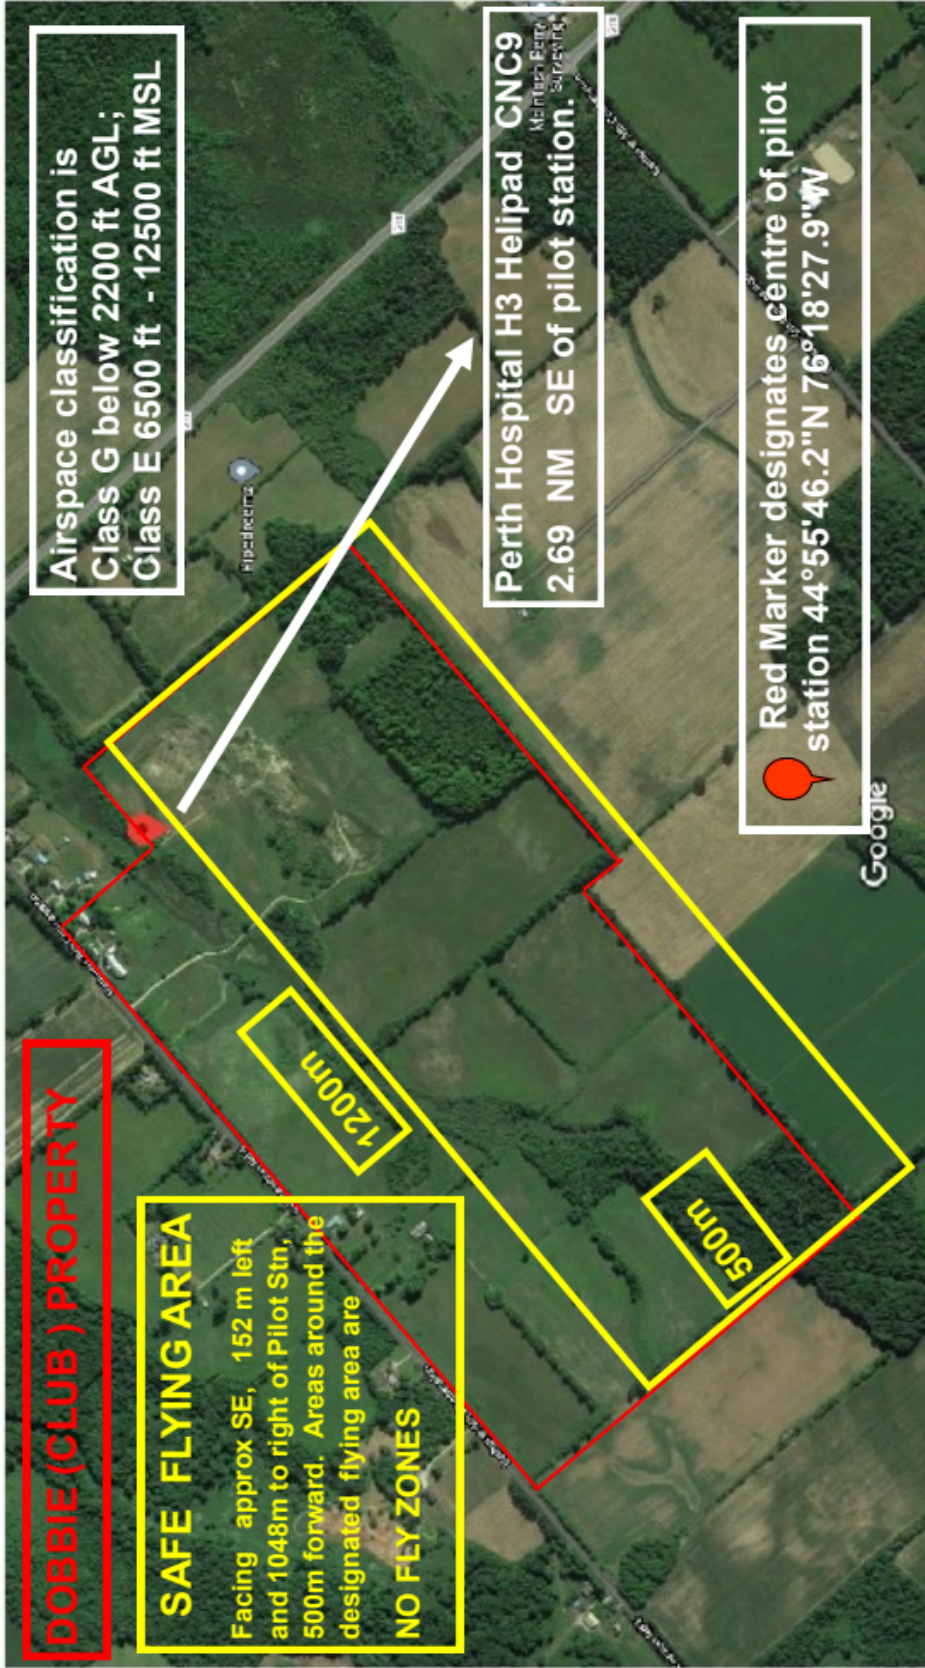 DOBBIE (CLUB ) PROPERTY
SAFE FLYING AREA
Facing approx SE, 152 m left
and 1048m to right of Pilot Stn,
500m forward. Areas around the
designated flying area are
NO FLY ZONES
1200m
500m
Airspace classification is
Class G below 2200 ft AGL;
Class E 6500 ft - 12500 ft MSL
Perth Hospital H3 Helipad CNC9
2.69 NM SE of pilot station.
Red Marker designates centre of pilot
station 44°55'46.2"N 76°18'27.9"W
McIntosh Perry
Surveying
Google